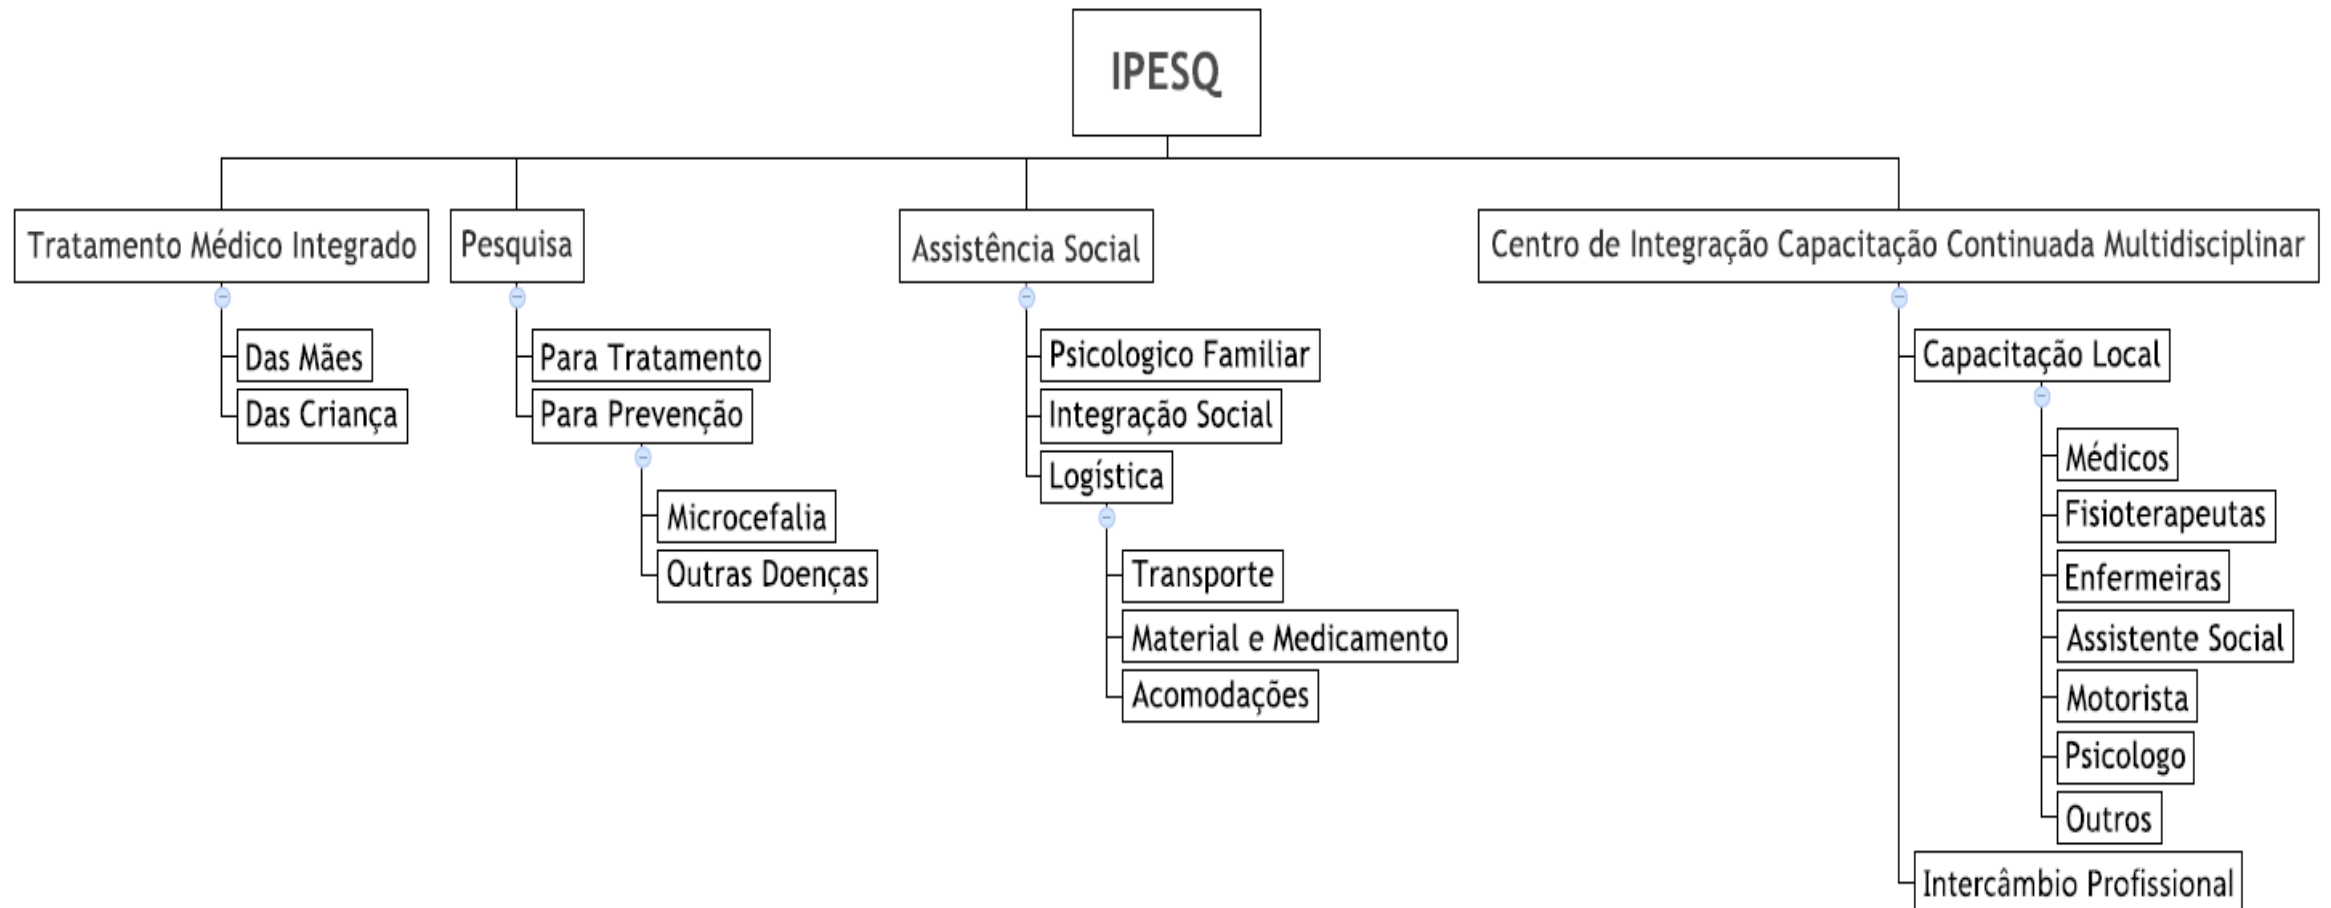 IPESQ
Tratamento Médico Integrado
Das Mães
Das Criança
Pesquisa
Para Tratamento
Para Prevenção
Microcefalia
Outras Doenças
Assistência Social
Psicologico Familiar
Integração Social
Logística
Transporte
Material e Medicamento
Acomodações
Centro de Integração Capacitação Continuada Multidisciplinar
Capacitação Local
Médicos
Fisioterapeutas
Enfermeiras
Assistente Social
Motorista
Psicologo
Outros
Intercâmbio Profissional